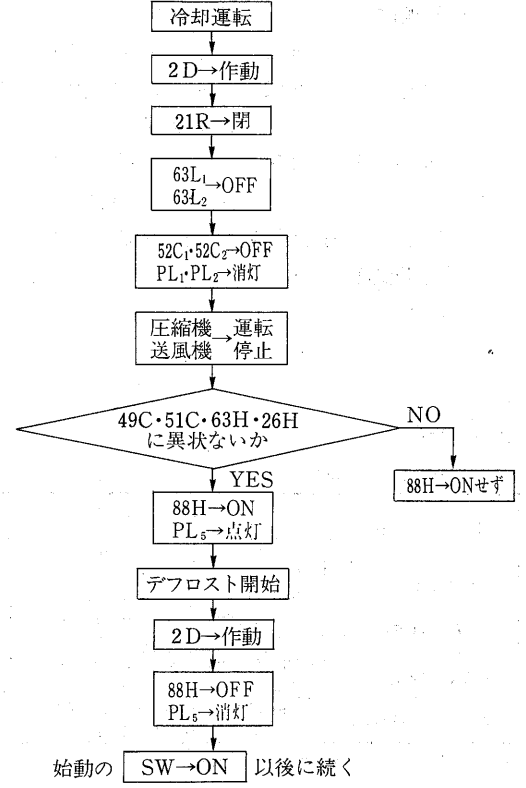 冷却運転
2D→作動
21R→閉
63L₁
63L₂ →OFF
52C₁・52C₂→OFF
PL₁・PL₂→消灯
圧縮機→運転
送風機 停止
49C・51C・63H・26H
に異状ないか
NO
88H→ONせず
YES
88H→ON
PL₅→点灯
デフロスト開始
2D→作動
88H→OFF
PL₅→消灯
始動の SW→ON 以後に続く